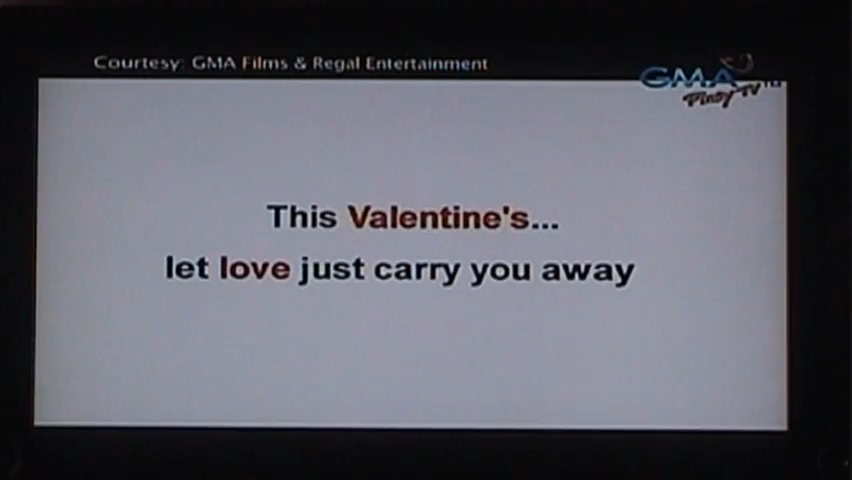 Courtesy: GMA Films & Regal Entertainment
GMA
Pinoy TV
This Valentine's...
let love just carry you away